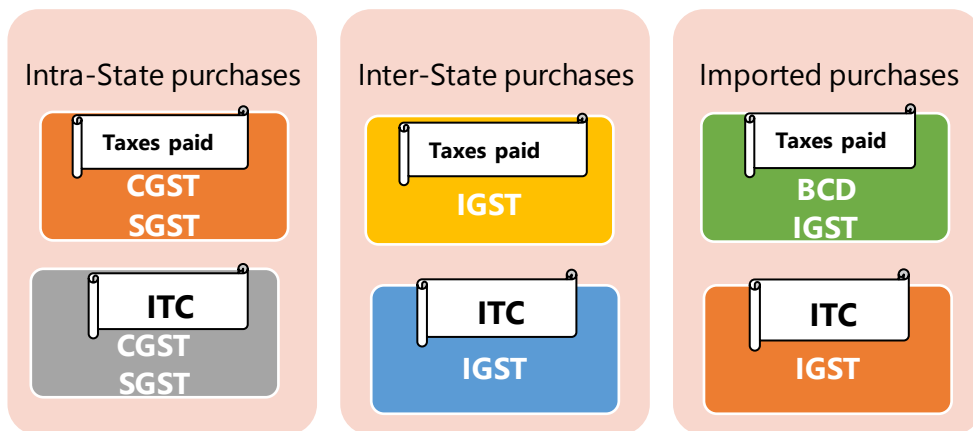 Intra-State purchases
Taxes paid
CGST
SGST
ITC
CGST
SGST
Inter-State purchases
Taxes paid
IGST
ITC
IGST
Imported purchases
Taxes paid
BCD
IGST
ITC
IGST